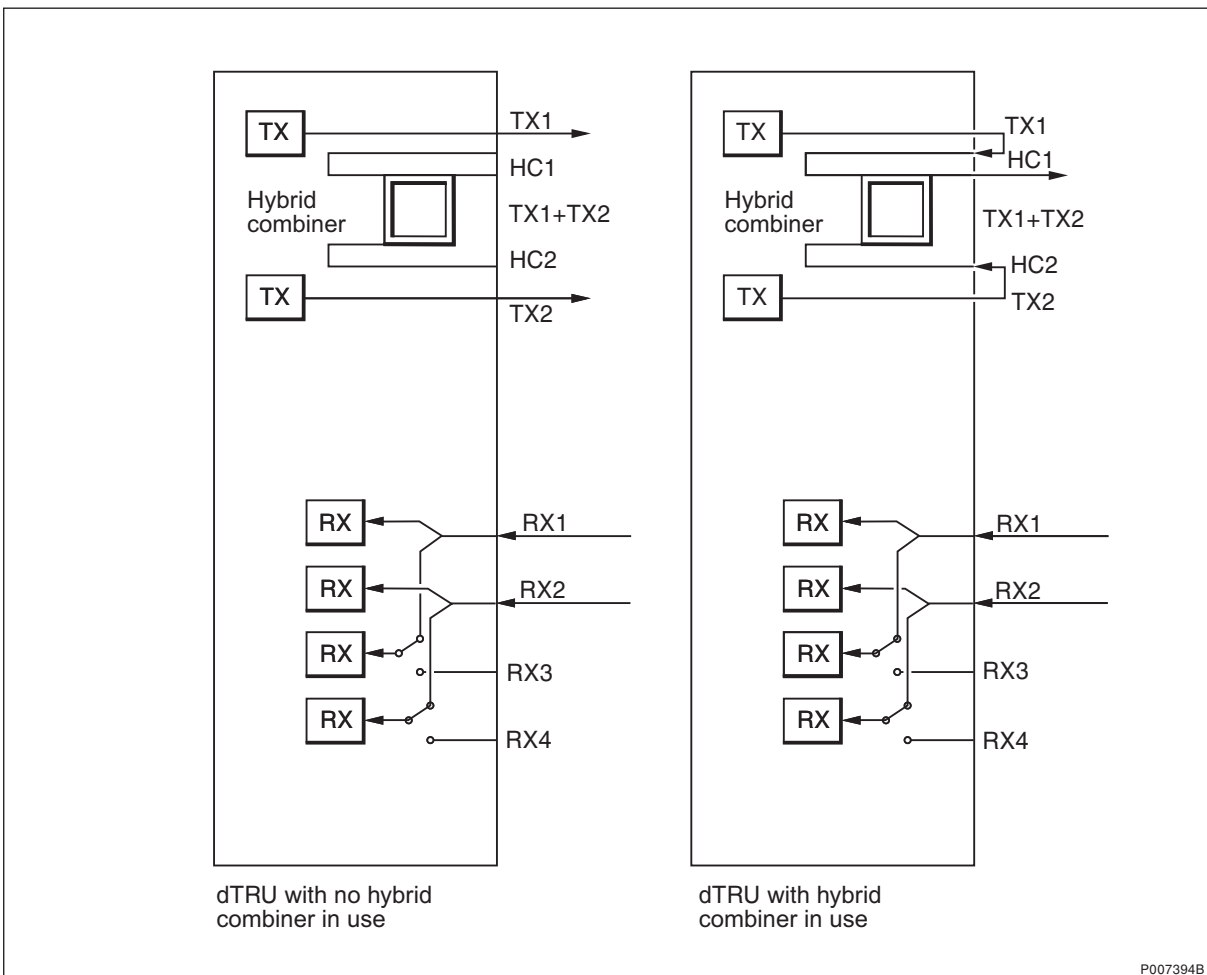 TX
TX1
HC1
Hybrid
combiner
TX1+TX2
HC2
TX
TX2
RX
RX1
RX
RX2
RX
RX3
RX
RX4
dTRU with no hybrid
combiner in use
TX
TX1
HC1
Hybrid
combiner
TX1+TX2
HC2
TX
TX2
RX
RX1
RX
RX2
RX
RX3
RX
RX4
dTRU with hybrid
combiner in use
P007394B